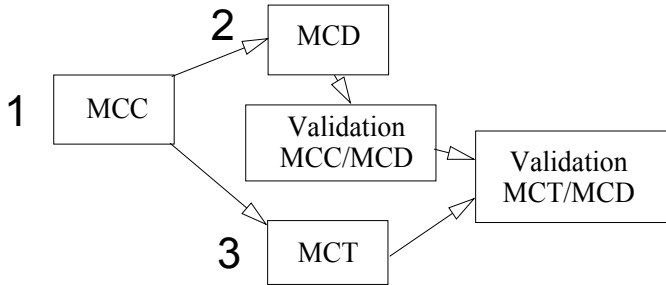 2
MCD
1
MCC
Validation
MCC/MCD
Validation
MCT/MCD
3
MCT